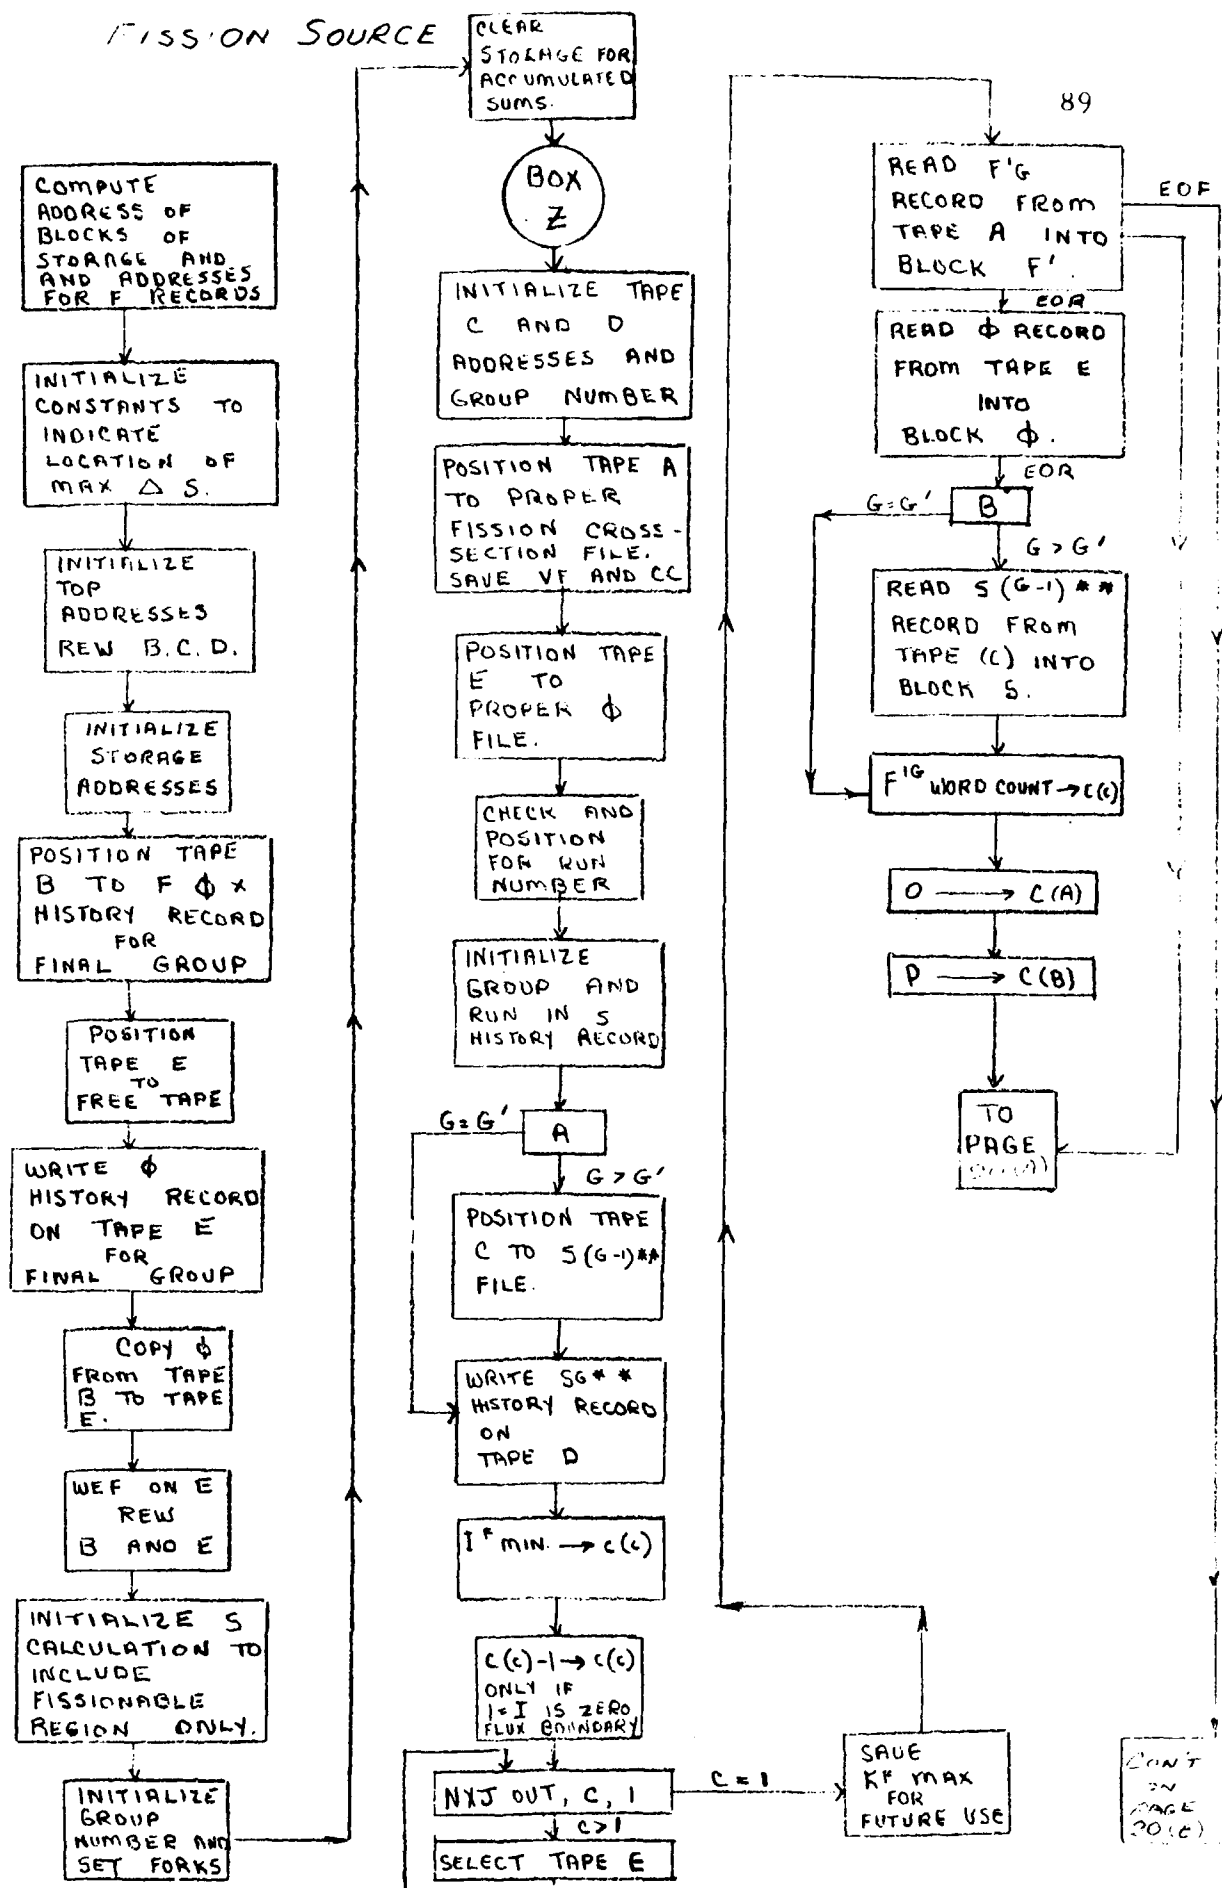 FISSION SOURCE
89
COMPUTE
ADDRESS OF
BLOCKS OF
STORAGE AND
AND ADDRESSES
FOR F RECORDS
INITIALIZE
CONSTANTS TO
INDICATE
LOCATION OF
MAX Δ S.
INITIALIZE
TOP
ADDRESSES
REW B.C.D.
INITIALIZE
STORAGE
ADDRESSES
POSITION TAPE
B TO F ϕ x
HISTORY RECORD
FOR
FINAL GROUP
POSITION
TAPE E
TO
FREE TAPE
WRITE ϕ
HISTORY RECORD
ON TAPE E
FOR
FINAL GROUP
COPY ϕ
FROM TAPE
B TO TAPE
E.
WEF ON E
REW
B AND E
INITIALIZE S
CALCULATION TO
INCLUDE
FISSIONABLE
REGION ONLY.
INITIALIZE
GROUP
NUMBER AND
SET FORKS
CLEAR
STORAGE FOR
ACCUMULATED
SUMS.
BOX
Z
INITIALIZE TAPE
C AND D
ADDRESSES AND
GROUP NUMBER
POSITION TAPE A
TO PROPER
FISSION CROSS-
SECTION FILE.
SAVE VF AND CC
POSITION TAPE
E TO
PROPER ϕ
FILE.
CHECK AND
POSITION
FOR RUN
NUMBER
INITIALIZE
GROUP AND
RUN IN S
HISTORY RECORD
G=G'
A
G > G'
POSITION TAPE
C TO S(G-1)**
FILE.
WRITE SG**
HISTORY RECORD
ON
TAPE D
I^F MIN. → C(C)
C(C)-1→C(C)
ONLY IF
I=I IS ZERO
FLUX BOUNDARY
NXJ OUT, C, 1
C=1
C>1
SELECT TAPE E
SAVE
K^F MAX
FOR
FUTURE USE
READ F'G
RECORD FROM
TAPE A INTO
BLOCK F'.
EOF
EOR
READ ϕ RECORD
FROM TAPE E
INTO
BLOCK ϕ.
EOR
G=G'
B
G > G'
READ S(G-1)**
RECORD FROM
TAPE (C) INTO
BLOCK S.
F'G WORD COUNT → C(C)
O → C(A)
P → C(B)
TO
PAGE
CON'T
ON
PAGE